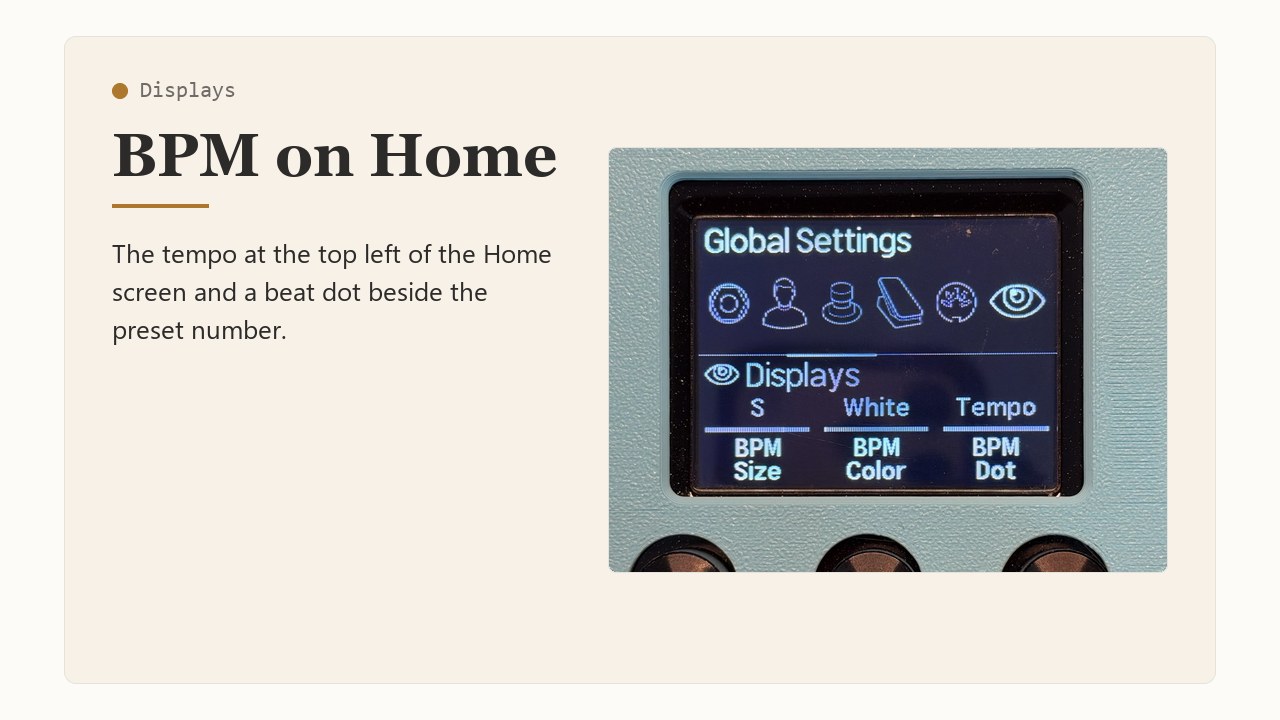 Displays
BPM on Home
The tempo at the top left of the Home
screen and a beat dot beside the
preset number.
Global Settings
Displays
S White Tempo
BPM BPM BPM
Size Color Dot